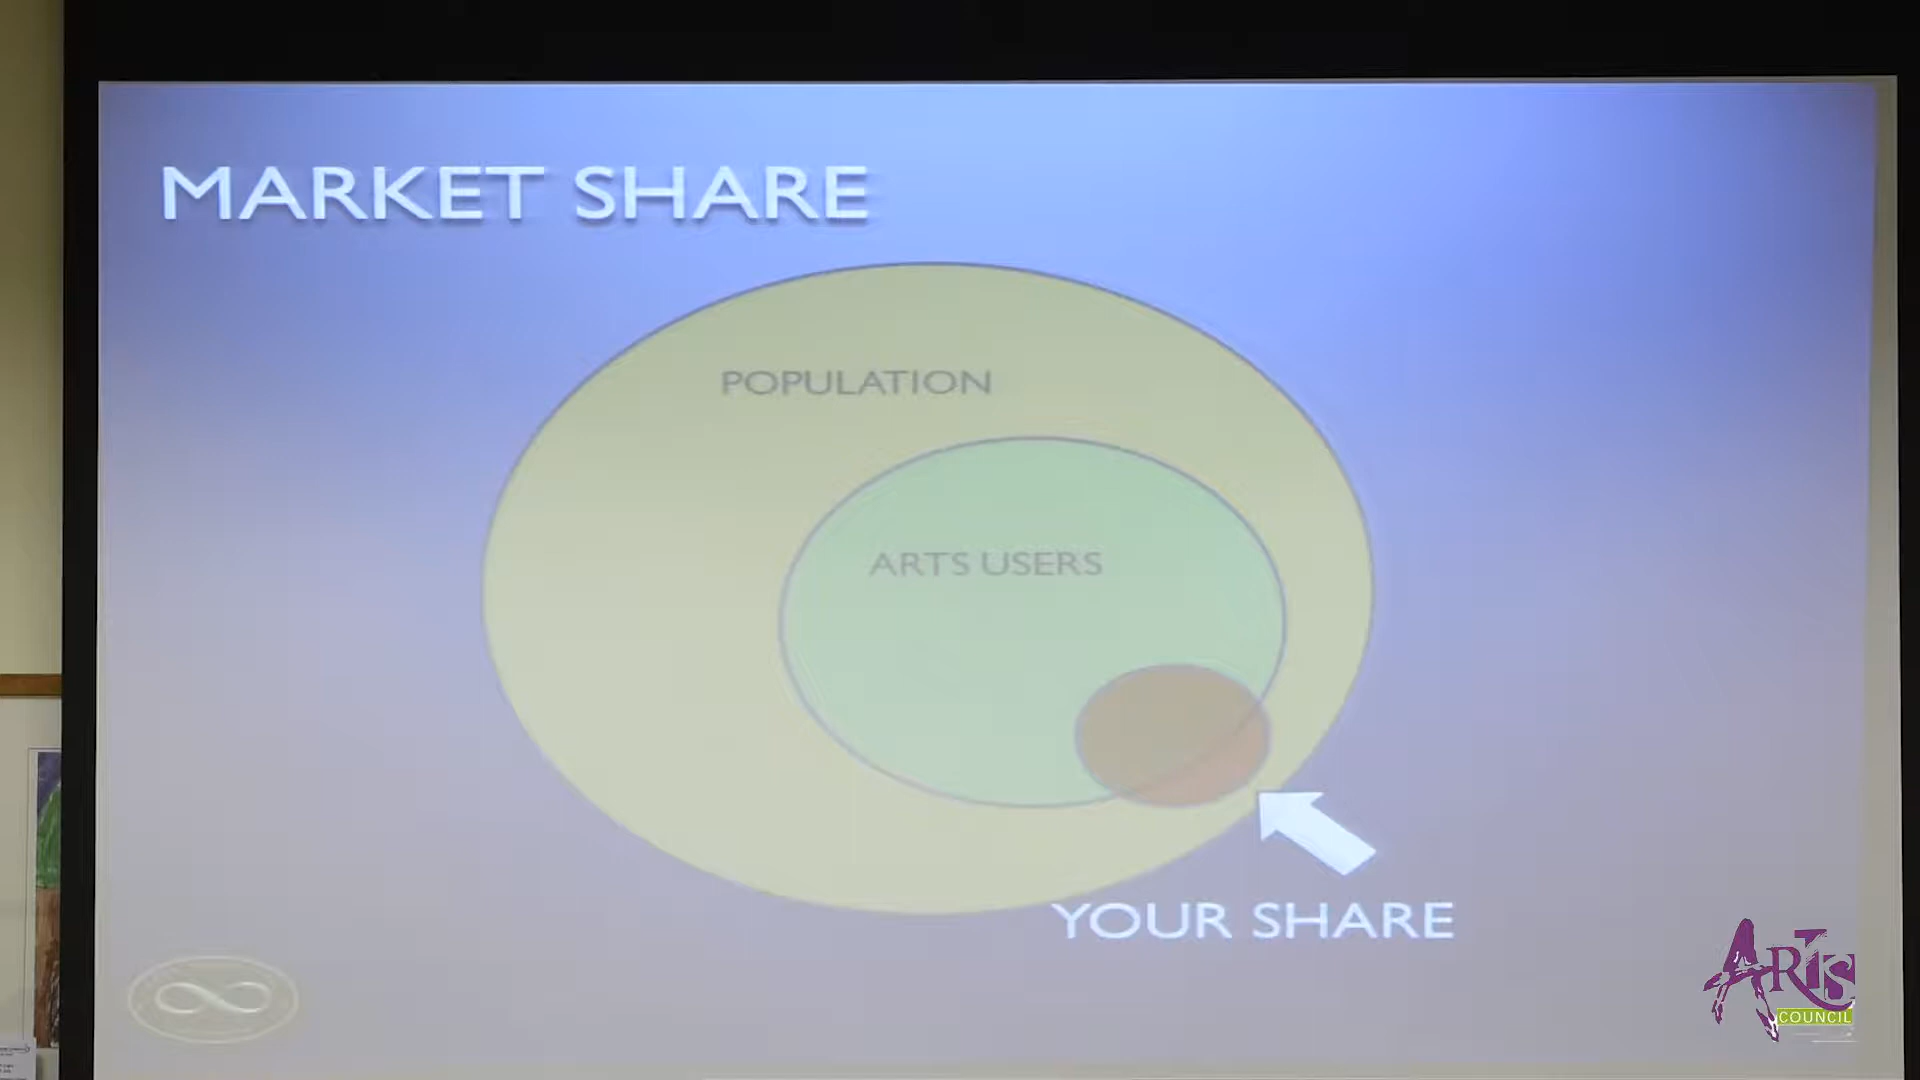 MARKET SHARE
POPULATION
ARTS USERS
YOUR SHARE
ARTS
COUNCIL